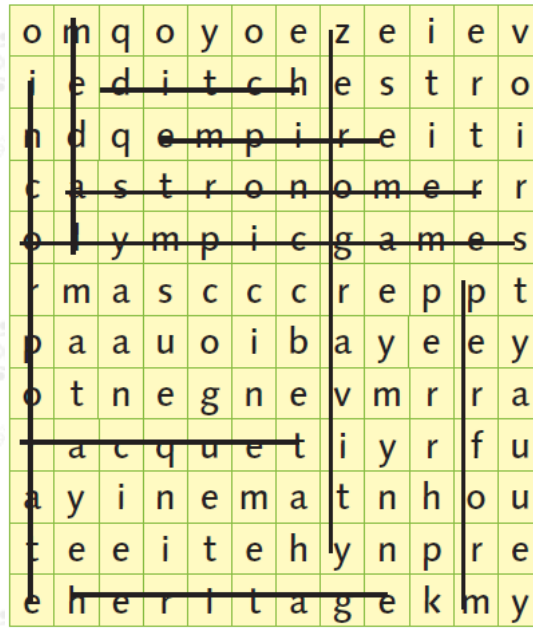 o m q o y o e z e i e v
i e d i t c h e s t r o
n d q e m p i r e i t i
c a s t r o n o m e r r
o l y m p i c g a m e s
r m a s c c c r e p p t
p a a u o i b a y e e y
o t n e g n e v m r r a
r a c q u e t i y r f u
a y i n e m a t n h o u
t e e i t e h y n p r e
e h e r i t a g e k m y